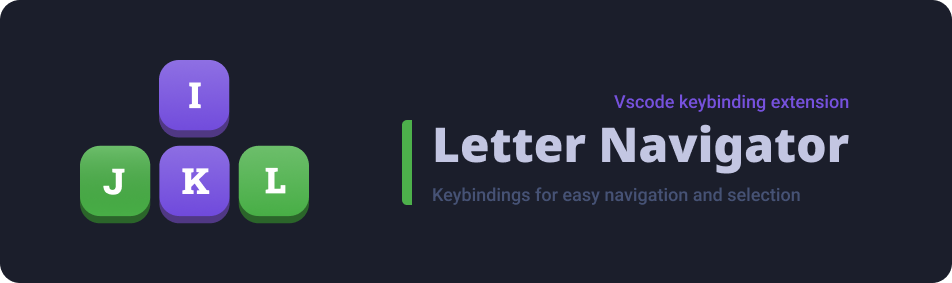 I
J K L
Vscode keybinding extension
Letter Navigator
Keybindings for easy navigation and selection